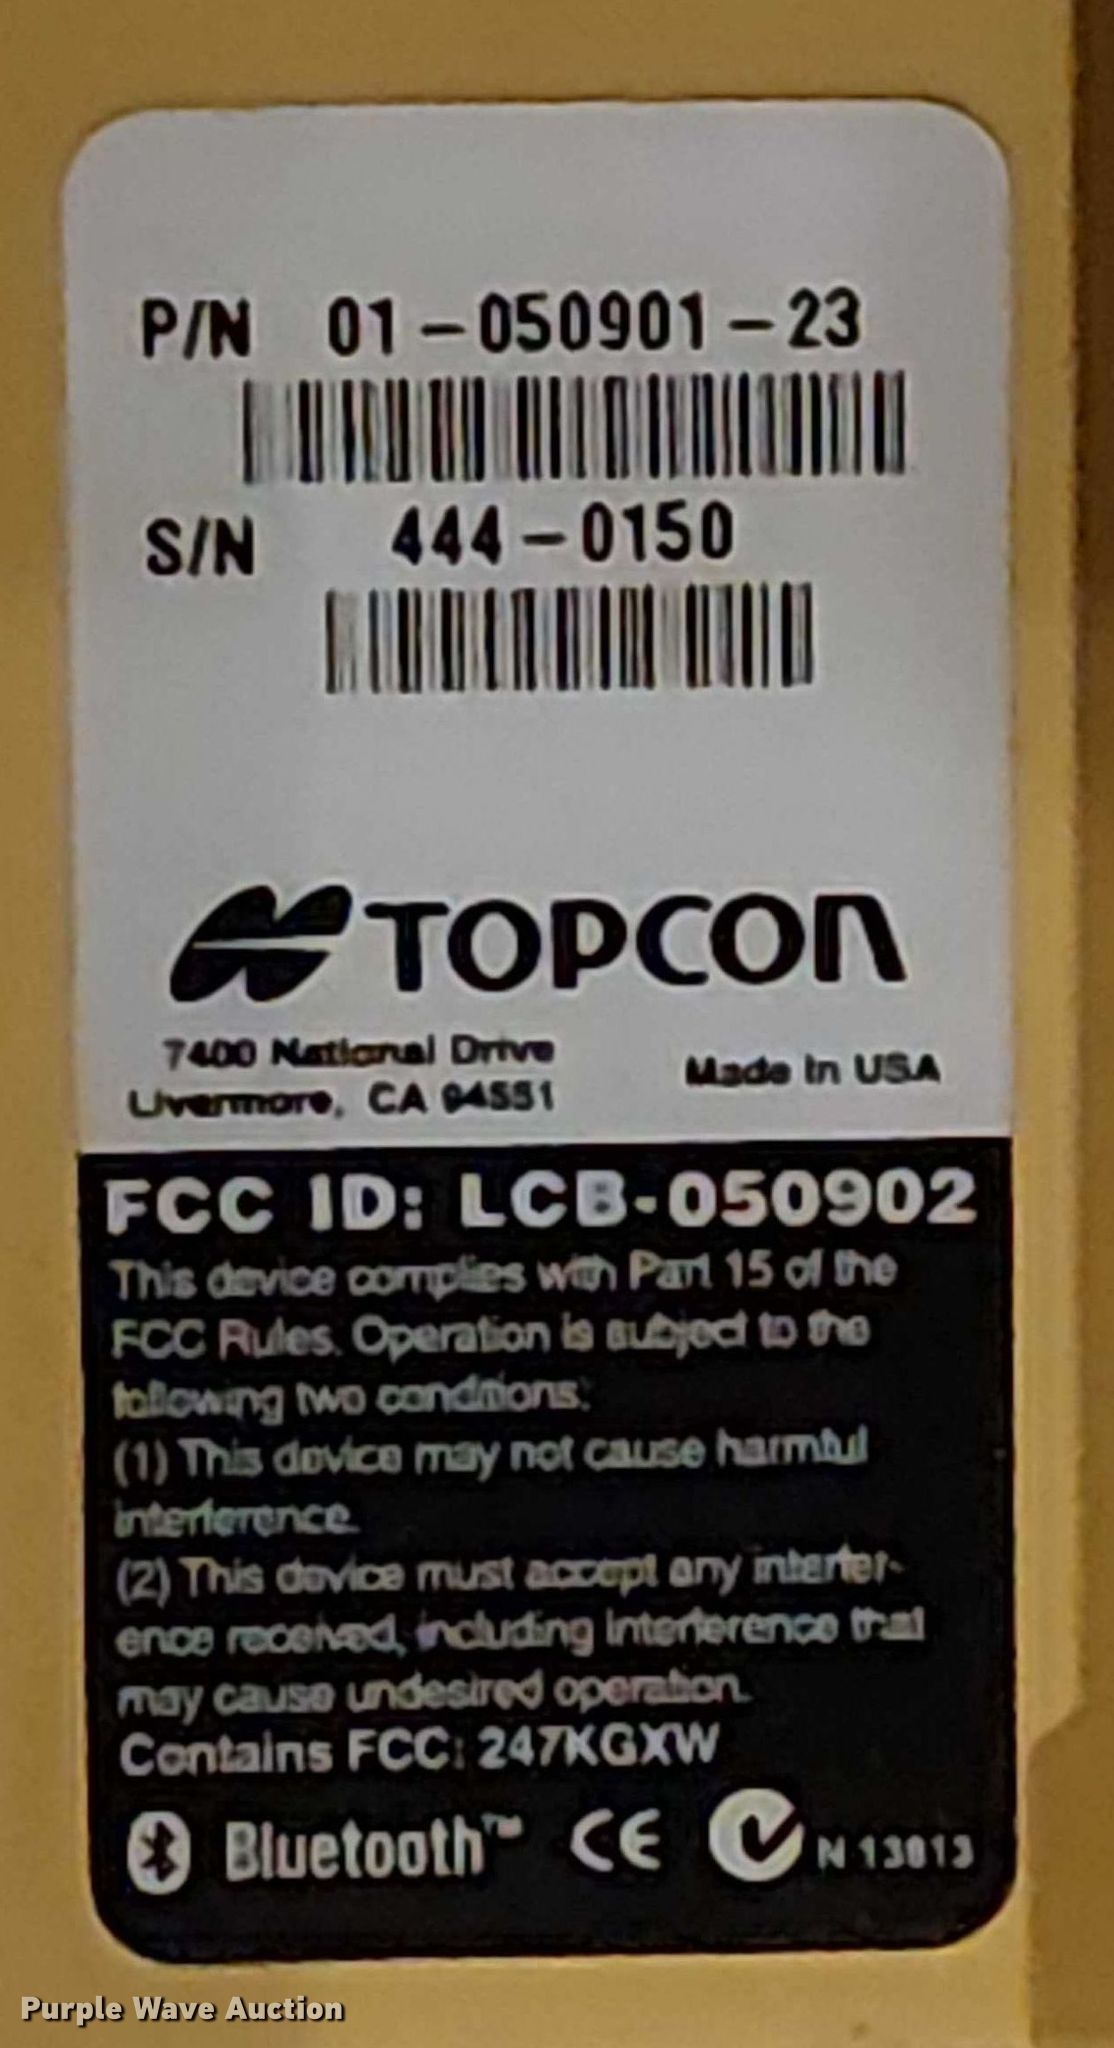 P/N 01-050901-23
S/N 444-0150
TOPCON
7400 National Drive
Livermore, CA 94551
Made in USA
FCC ID: LCB-050902
This device complies with Part 15 of the
FCC Rules. Operation is subject to the
following two conditions:
(1) This device may not cause harmful
interference.
(2) This device must accept any interfer-
ence received, including interference that
may cause undesired operation.
Contains FCC: 247KGXW
Bluetooth™ CE N 13813
Purple Wave Auction